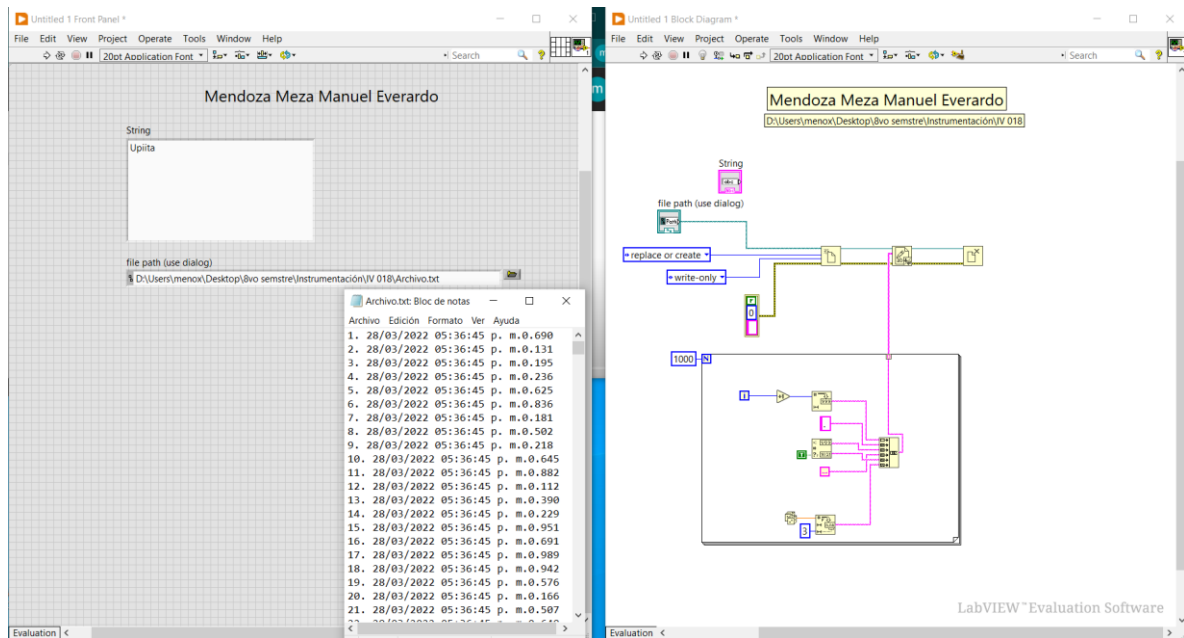 Untitled 1 Front Panel *
File Edit View Project Operate Tools Window Help
20pt Application Font
Search
Mendoza Meza Manuel Everardo
String
Upiita
file path (use dialog)
D:\Users\menox\Desktop\8vo semstre\Instrumentación\IV 018\Archivo.txt
Archivo.txt: Bloc de notas
Archivo Edición Formato Ver Ayuda
1. 28/03/2022 05:36:45 p. m.0.690
2. 28/03/2022 05:36:45 p. m.0.131
3. 28/03/2022 05:36:45 p. m.0.195
4. 28/03/2022 05:36:45 p. m.0.236
5. 28/03/2022 05:36:45 p. m.0.625
6. 28/03/2022 05:36:45 p. m.0.836
7. 28/03/2022 05:36:45 p. m.0.181
8. 28/03/2022 05:36:45 p. m.0.502
9. 28/03/2022 05:36:45 p. m.0.218
10. 28/03/2022 05:36:45 p. m.0.645
11. 28/03/2022 05:36:45 p. m.0.882
12. 28/03/2022 05:36:45 p. m.0.112
13. 28/03/2022 05:36:45 p. m.0.390
14. 28/03/2022 05:36:45 p. m.0.229
15. 28/03/2022 05:36:45 p. m.0.951
16. 28/03/2022 05:36:45 p. m.0.691
17. 28/03/2022 05:36:45 p. m.0.989
18. 28/03/2022 05:36:45 p. m.0.942
19. 28/03/2022 05:36:45 p. m.0.576
20. 28/03/2022 05:36:45 p. m.0.166
21. 28/03/2022 05:36:45 p. m.0.507
Evaluation
m
Untitled 1 Block Diagram *
File Edit View Project Operate Tools Window Help
20pt Application Font
Search
Mendoza Meza Manuel Everardo
D:\Users\menox\Desktop\8vo semstre\Instrumentación\IV 018
String
abc
file path (use dialog)
Path
replace or create
write-only
0
1000
N
i
+1
3
LabVIEW™ Evaluation Software
Evaluation